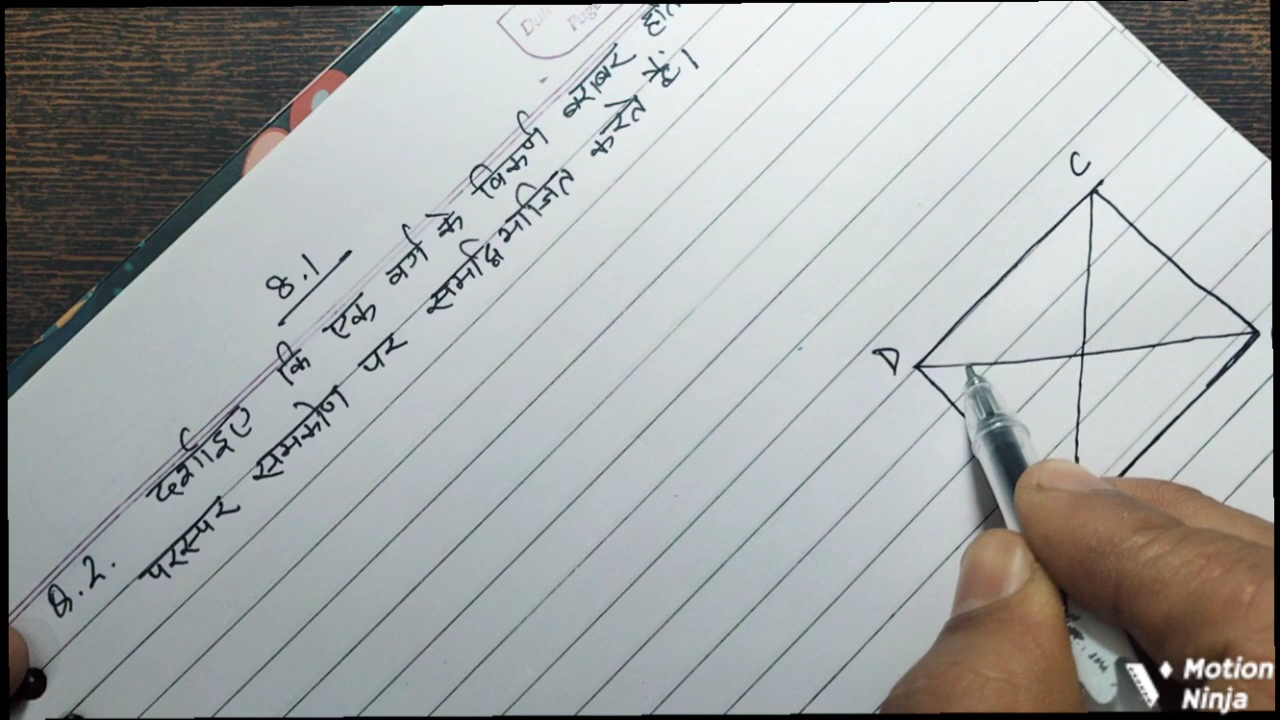 8.1
Q.2. दर्शाइए कि एक वर्ग के विकर्ण बराबर
परस्पर समकोण पर समद्विभाजित करते
हैं।
C
D
Motion
Ninja